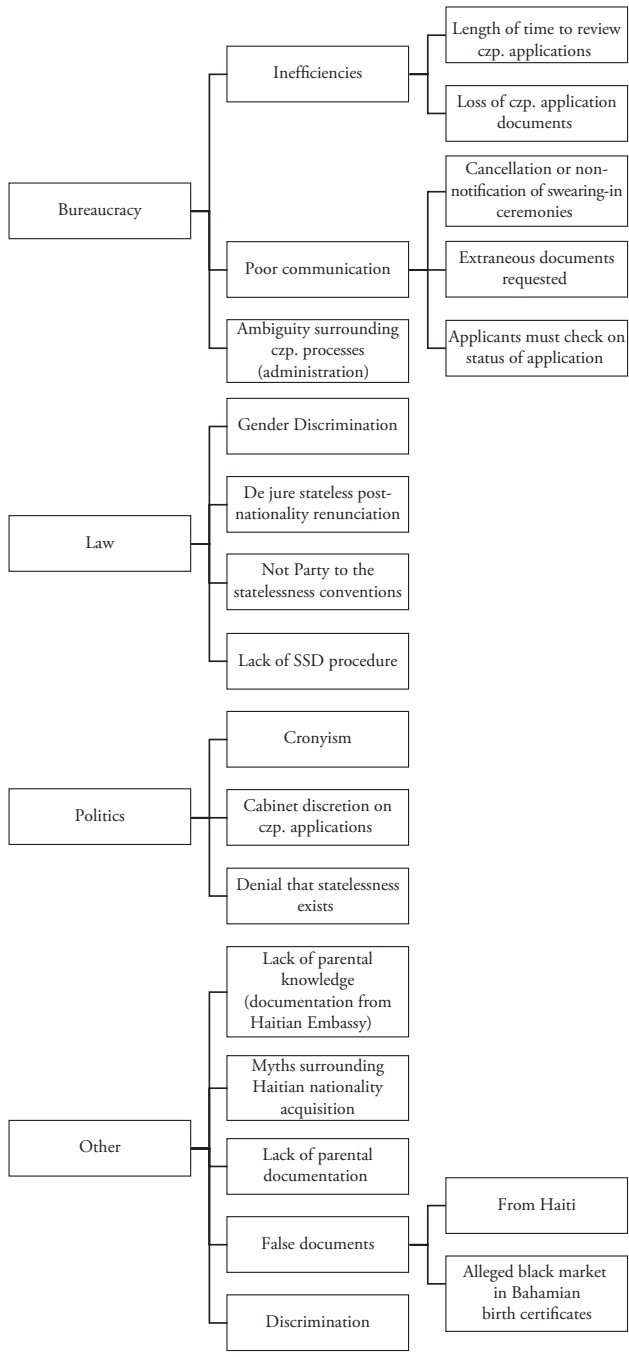 Bureaucracy
Inefficiencies
Length of time to review
czp. applications
Loss of czp. application
documents
Poor communication
Cancellation or non-
notification of swearing-in
ceremonies
Extraneous documents
requested
Applicants must check on
status of application
Ambiguity surrounding
czp. processes
(administration)
Law
Gender Discrimination
De jure stateless post-
nationality renunciation
Not Party to the
statelessness conventions
Lack of SSD procedure
Politics
Cronyism
Cabinet discretion on
czp. applications
Denial that statelessness
exists
Other
Lack of parental
knowledge
(documentation from
Haitian Embassy)
Myths surrounding
Haitian nationality
acquisition
Lack of parental
documentation
False documents
From Haiti
Alleged black market
in Bahamian
birth certificates
Discrimination